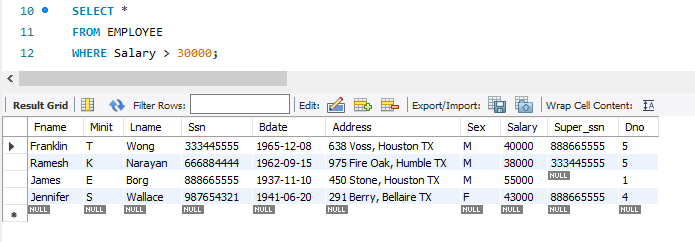 10 SELECT *
11 FROM EMPLOYEE
12 WHERE Salary > 30000;
Result Grid Filter Rows: Edit: Export/Import: Wrap Cell Content: IA
Fname Minit Lname Ssn Bdate Address Sex Salary Super_ssn Dno
Franklin T Wong 333445555 1965-12-08 638 Voss, Houston TX M 40000 888665555 5
Ramesh K Narayan 666884444 1962-09-15 975 Fire Oak, Humble TX M 38000 333445555 5
James E Borg 888665555 1937-11-10 450 Stone, Houston TX M 55000 NULL 1
Jennifer S Wallace 987654321 1941-06-20 291 Berry, Bellaire TX F 43000 888665555 4
NULL NULL NULL NULL NULL NULL NULL NULL NULL NULL